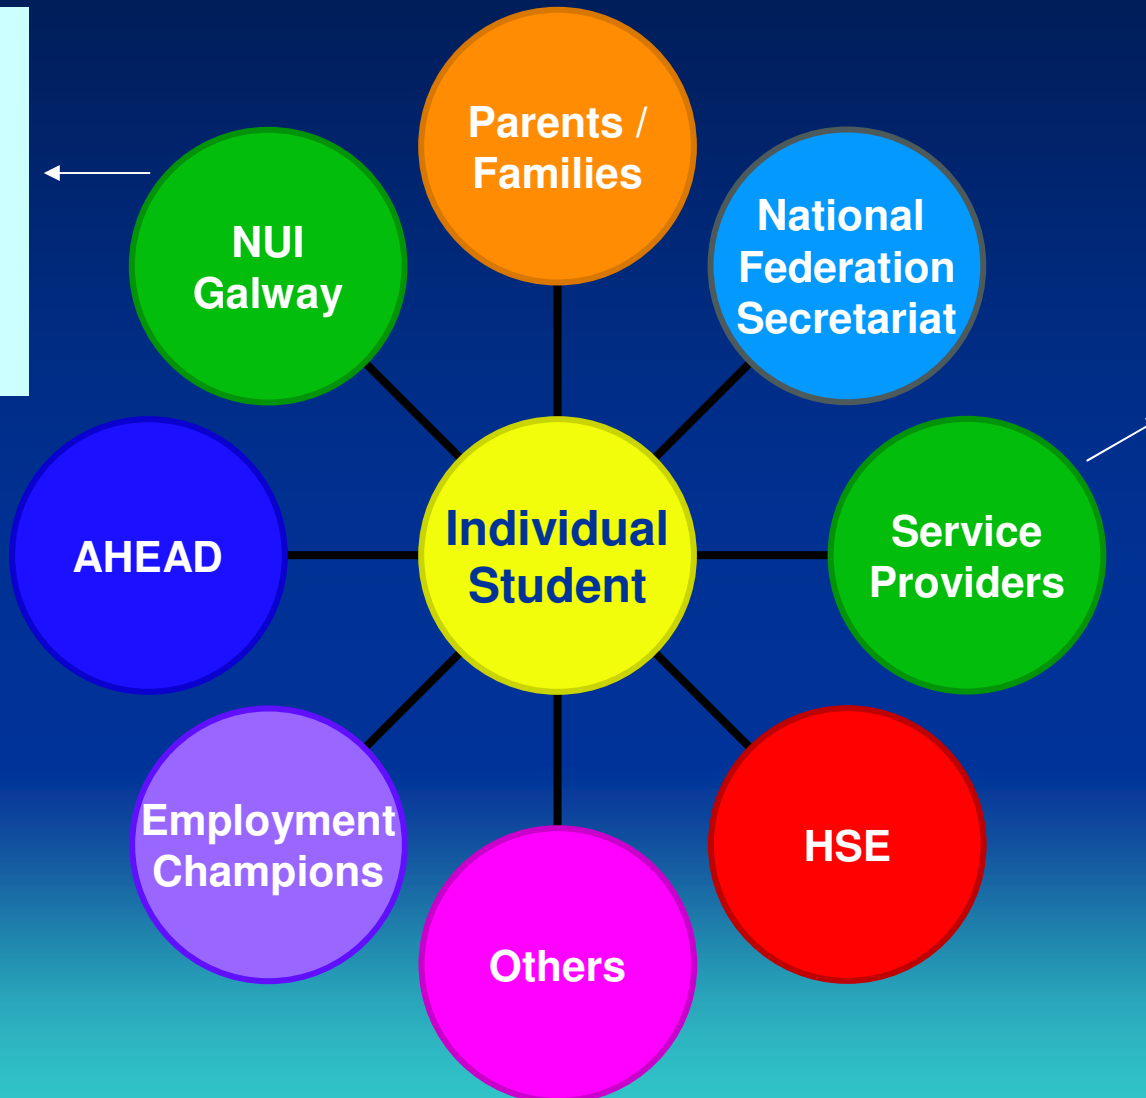 Parents /
Families
National
Federation
Secretariat
NUI
Galway
Individual
Student
Service
Providers
AHEAD
Employment
Champions
HSE
Others